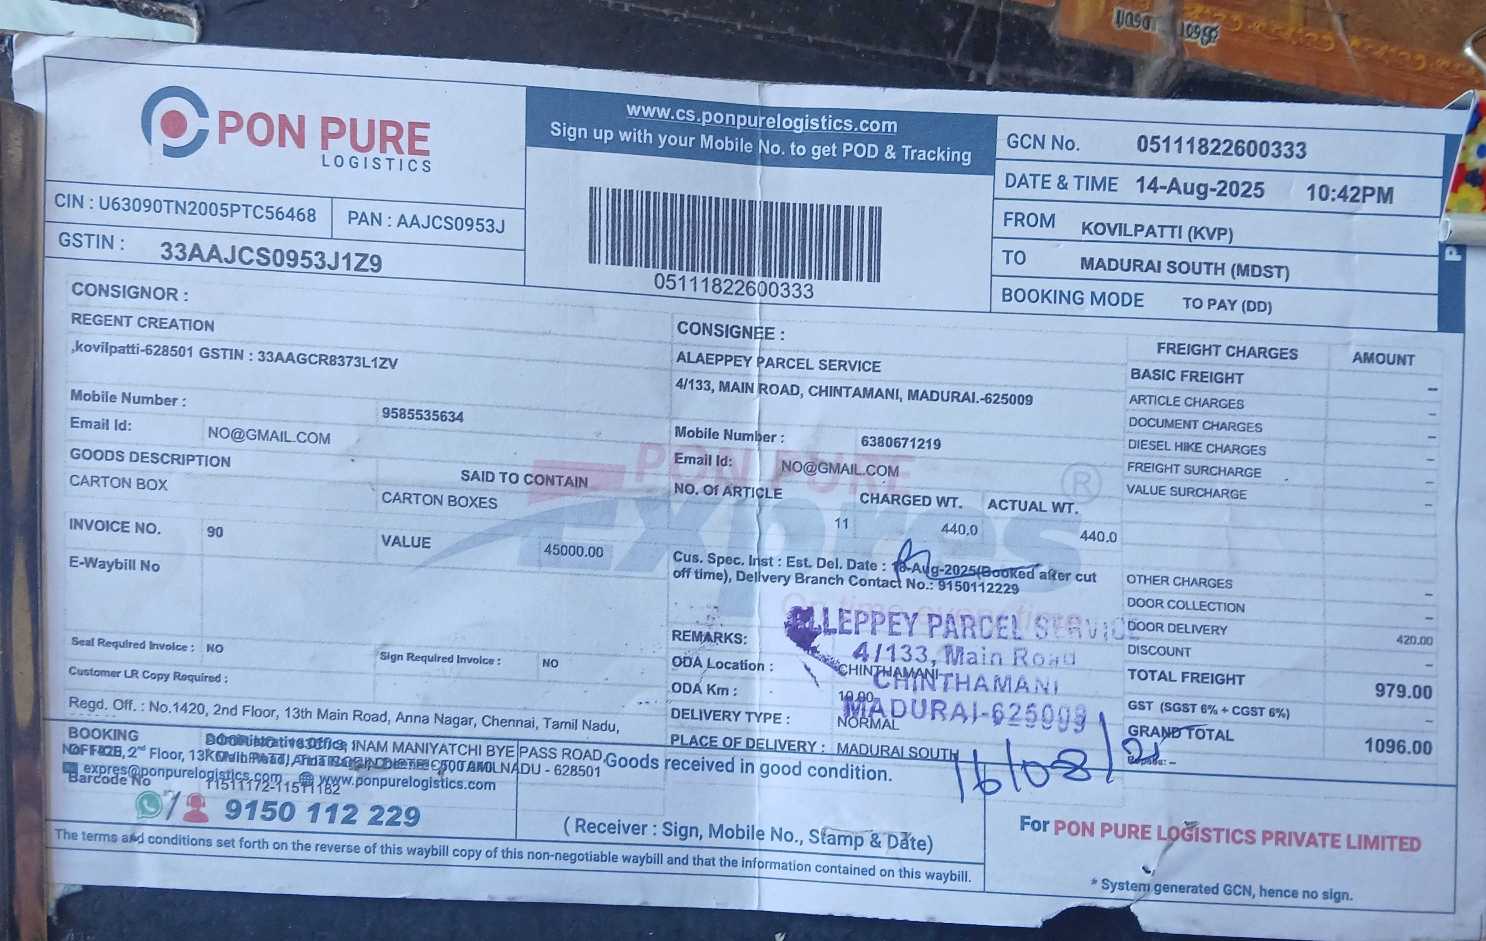 PON PURE
LOGISTICS
CIN : U63090TN2005PTC56468
PAN : AAJCS0953J
GSTIN : 33AAJCS0953J1Z9
www.cs.ponpurelogistics.com
Sign up with your Mobile No. to get POD & Tracking
05111822600333
GCN No. 05111822600333
DATE & TIME 14-Aug-2025 10:42PM
FROM KOVILPATTI (KVP)
TO MADURAI SOUTH (MDST)
BOOKING MODE TO PAY (DD)
CONSIGNOR :
REGENT CREATION
,kovilpatti-628501 GSTIN : 33AAGCR8373L1ZV
Mobile Number : 9585535634
Email Id: NO@GMAIL.COM
GOODS DESCRIPTION SAID TO CONTAIN
CARTON BOX CARTON BOXES
INVOICE NO. 90 VALUE 45000.00
E-Waybill No
Seal Required Invoice : NO Sign Required Invoice : NO
Customer LR Copy Required :
Regd. Off. : No.1420, 2nd Floor, 13th Main Road, Anna Nagar, Chennai, Tamil Nadu,
CONSIGNEE :
ALAEPPEY PARCEL SERVICE
4/133, MAIN ROAD, CHINTAMANI, MADURAI.-625009
Mobile Number : 6380671219
Email Id: NO@GMAIL.COM
PON PURE
Expres ®
NO. Of ARTICLE CHARGED WT. ACTUAL WT.
11 440.0 440.0
Cus. Spec. Inst : Est. Del. Date : -Aug-2025(Booked after cut
off time), Delivery Branch Contact No.: 9150112229
REMARKS:
ODA Location : CHINTHAMANI
ODA Km : 10.00
DELIVERY TYPE : NORMAL
PLACE OF DELIVERY : MADURAI SOUTH
LLEPPEY PARCEL SERVICE
4/133, Main Road
CHINTHAMANI
MADURAI-625009
16/08/
FREIGHT CHARGES AMOUNT
BASIC FREIGHT –
ARTICLE CHARGES –
DOCUMENT CHARGES –
DIESEL HIKE CHARGES –
FREIGHT SURCHARGE –
VALUE SURCHARGE –
OTHER CHARGES –
DOOR COLLECTION –
DOOR DELIVERY 420.00
DISCOUNT –
TOTAL FREIGHT 979.00
GST (SGST 6% + CGST 6%) –
GRAND TOTAL 1096.00
BOOKING
INAM MANIYATCHI BYE PASS ROAD,
TAMILNADU - 628501
expres@ponpurelogistics.com www.ponpurelogistics.com
Barcode No 11511172-11511182
9150 112 229
Goods received in good condition.
( Receiver : Sign, Mobile No., Stamp & Date)
The terms and conditions set forth on the reverse of this waybill copy of this non-negotiable waybill and that the information contained on this waybill.
For PON PURE LOGISTICS PRIVATE LIMITED
* System generated GCN, hence no sign.